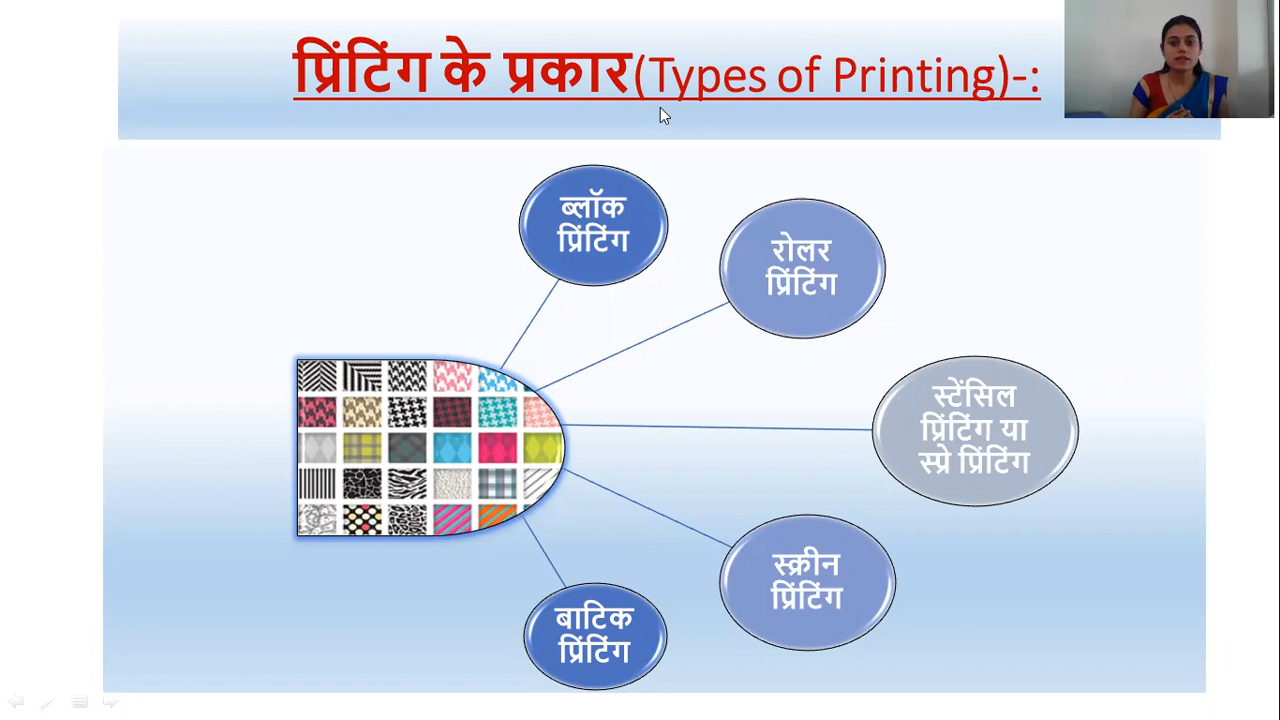 प्रिंटिंग के प्रकार(Types of Printing)-:
ब्लॉक
प्रिंटिंग
रोलर
प्रिंटिंग
स्टेंसिल
प्रिंटिंग या
स्प्रे प्रिंटिंग
स्क्रीन
प्रिंटिंग
बाटिक
प्रिंटिंग